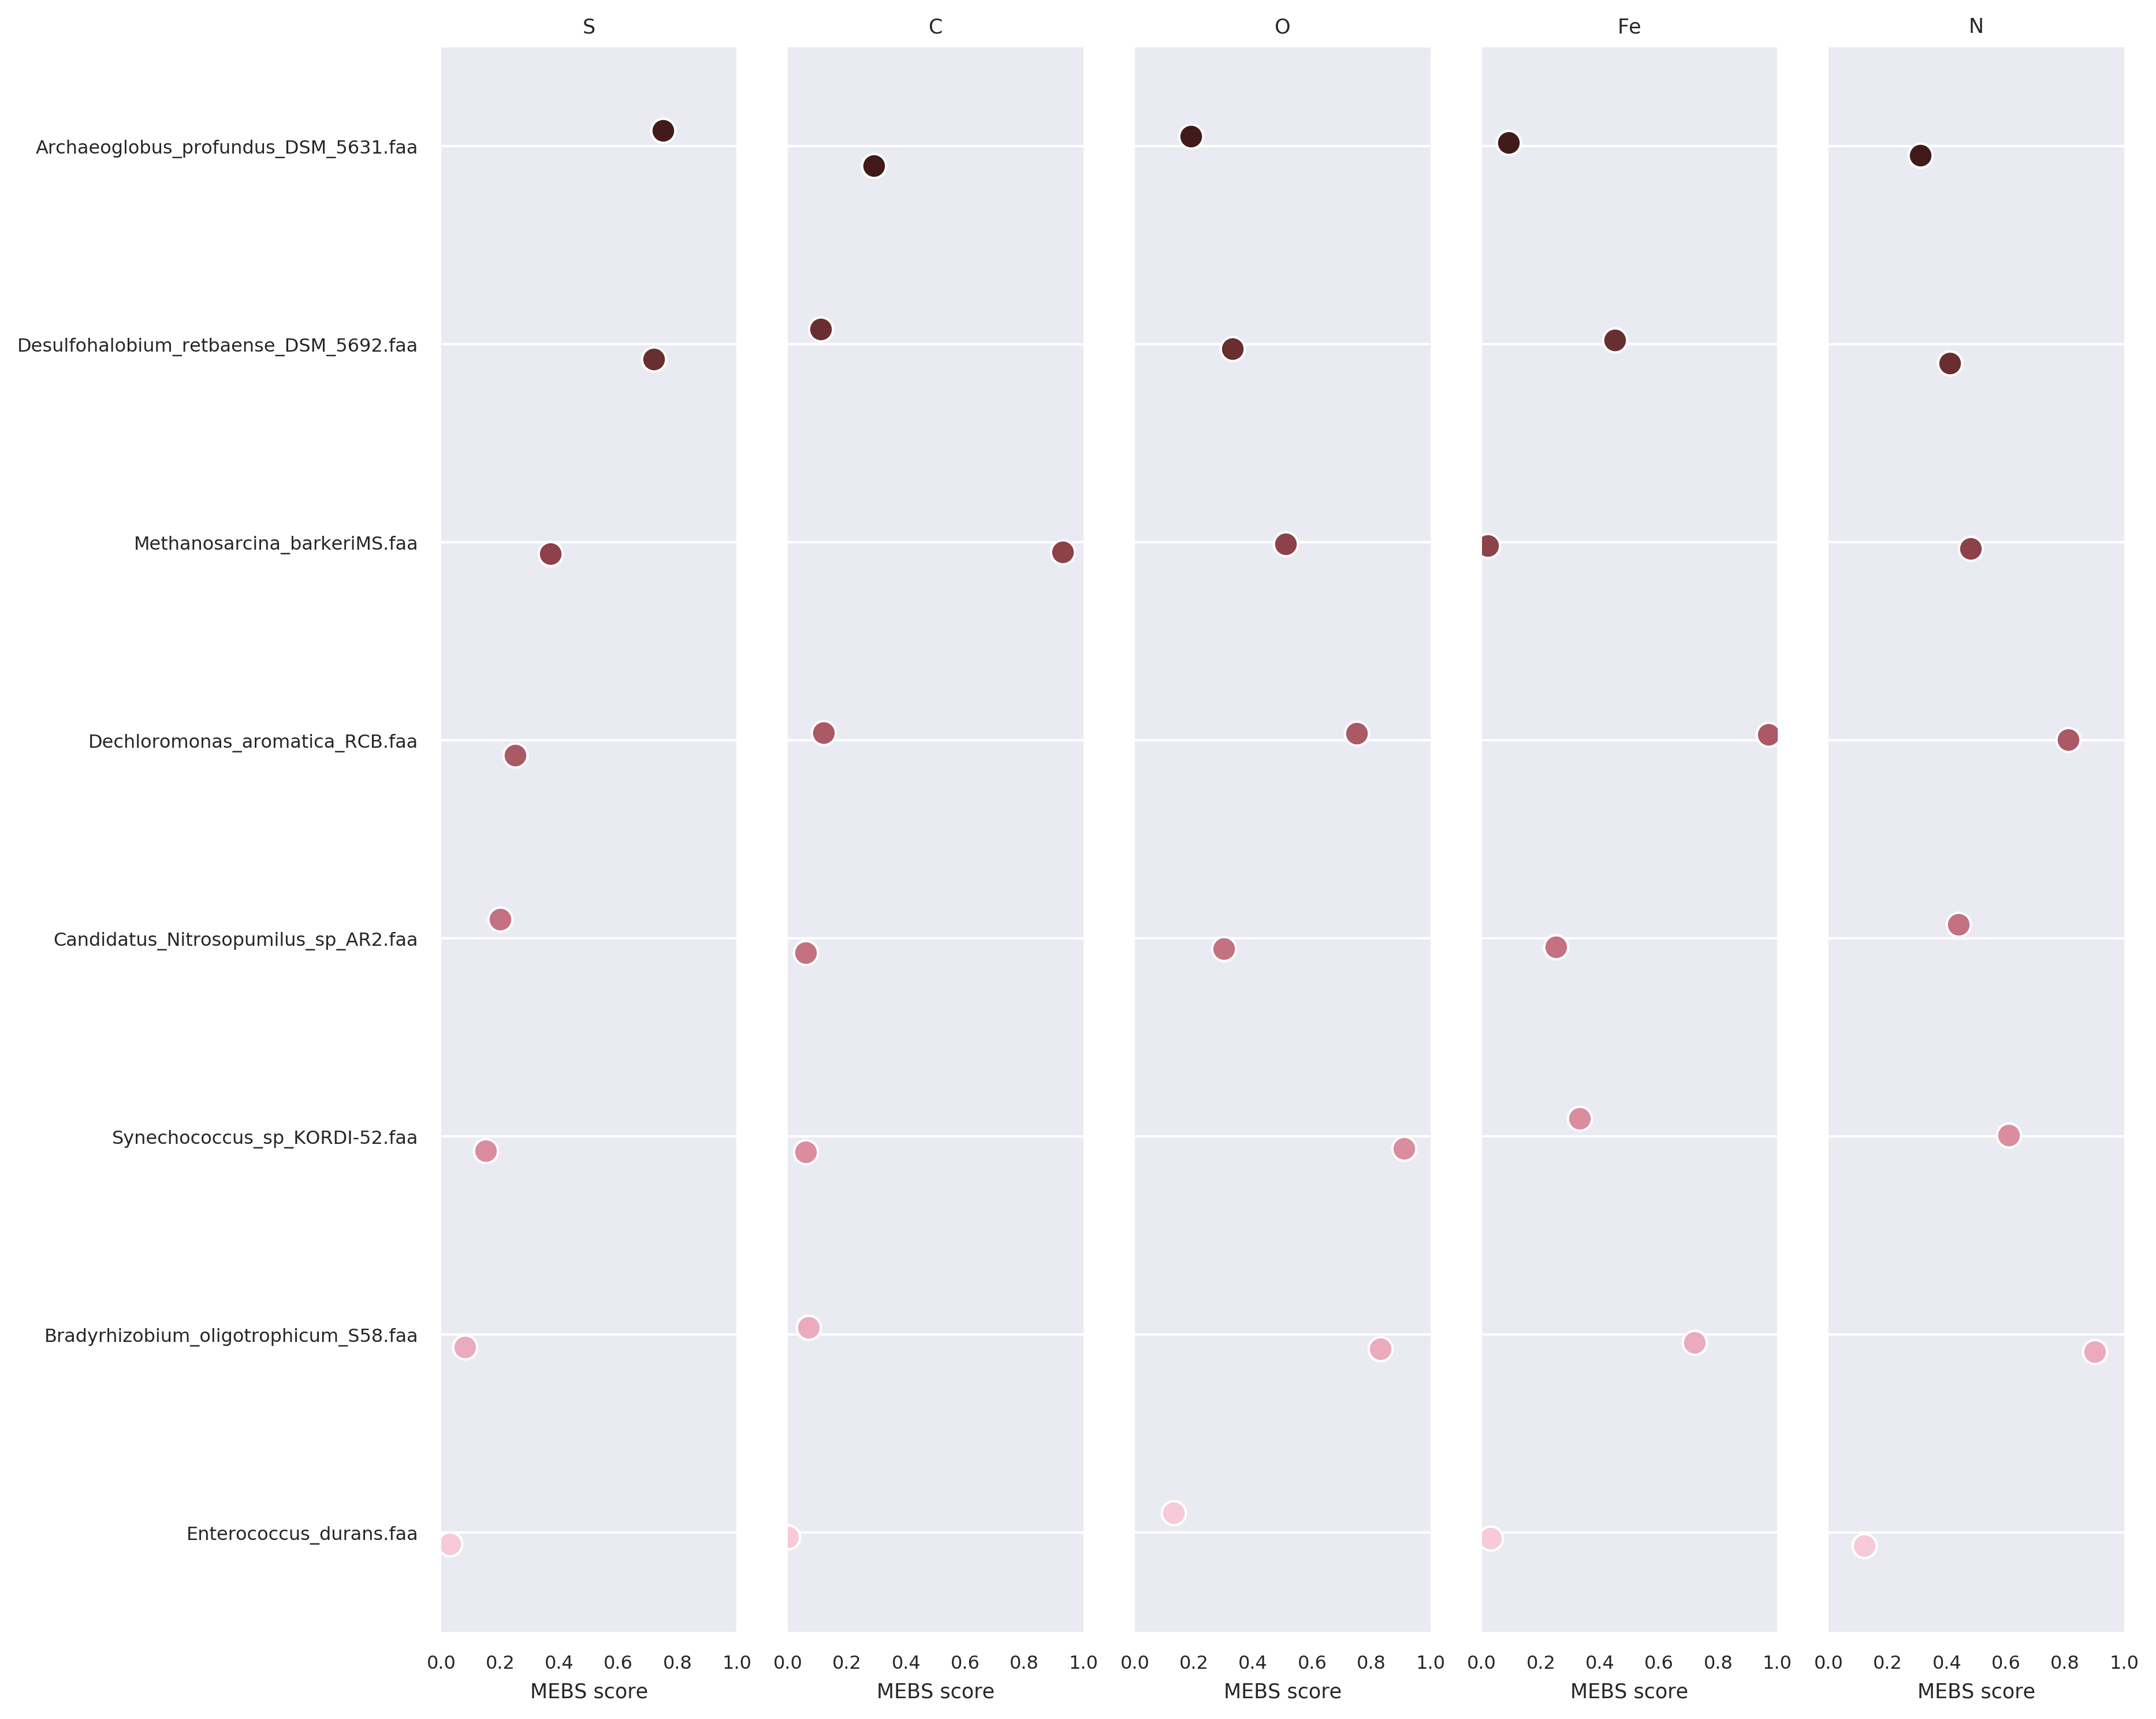 S C O Fe N
Archaeoglobus_profundus_DSM_5631.faa
Desulfohalobium_retbaense_DSM_5692.faa
Methanosarcina_barkeriMS.faa
Dechloromonas_aromatica_RCB.faa
Candidatus_Nitrosopumilus_sp_AR2.faa
Synechococcus_sp_KORDI-52.faa
Bradyrhizobium_oligotrophicum_S58.faa
Enterococcus_durans.faa
0.0 0.2 0.4 0.6 0.8 1.0 0.0 0.2 0.4 0.6 0.8 1.0 0.0 0.2 0.4 0.6 0.8 1.0 0.0 0.2 0.4 0.6 0.8 1.0 0.0 0.2 0.4 0.6 0.8 1.0
MEBS score MEBS score MEBS score MEBS score MEBS score